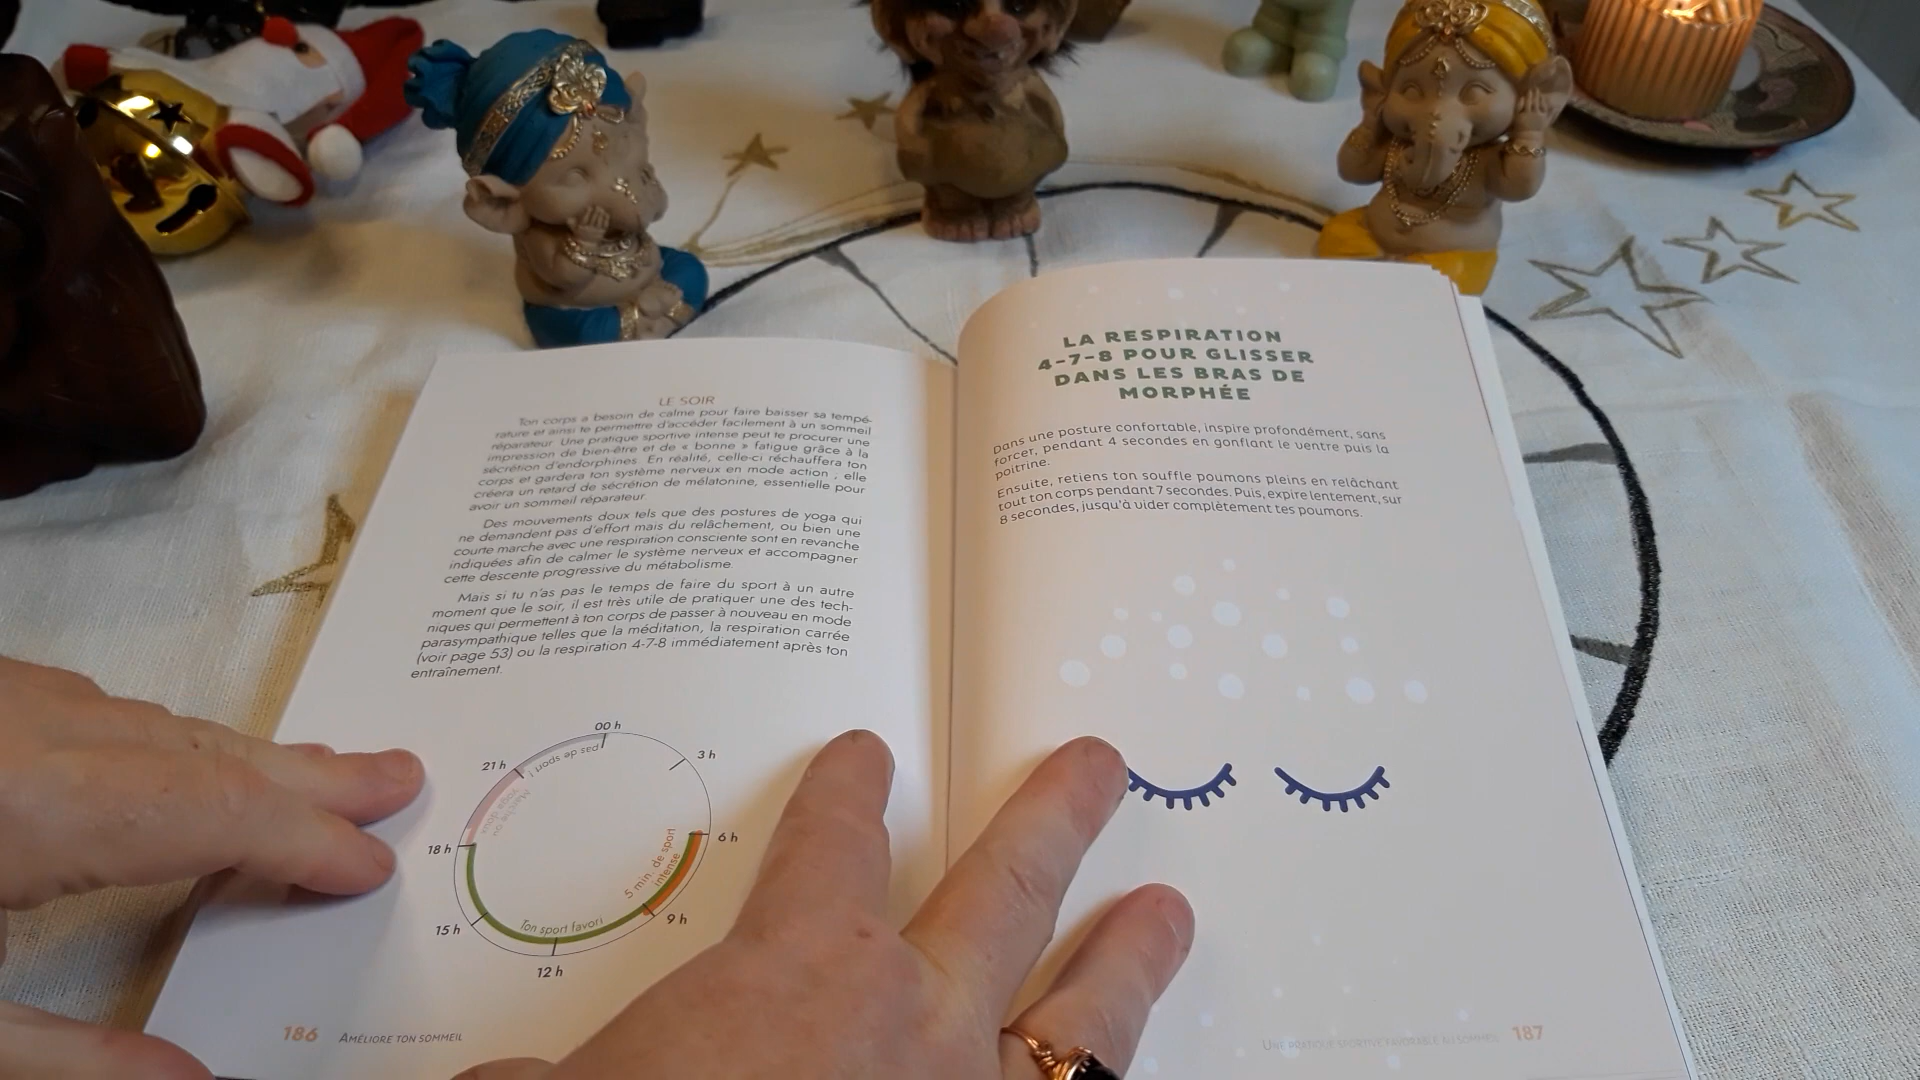 LE SOIR
Ton corps a besoin de calme pour faire baisser sa tempé-
rature et ainsi te permettre d'accéder facilement à un sommeil
réparateur. Une pratique sportive intense peut te procurer une
impression de bien-être et de « bonne » fatigue grâce à la
sécrétion d'endorphines. En réalité, celle-ci réchauffera ton
corps et gardera ton système nerveux en mode action ; elle
créera un retard de sécrétion de mélatonine, essentielle pour
avoir un sommeil réparateur.
Des mouvements doux tels que des postures de yoga qui
ne demandent pas d'effort mais du relâchement, ou bien une
courte marche avec une respiration consciente sont en revanche
indiquées afin de calmer le système nerveux et accompagner
cette descente progressive du métabolisme.
Mais si tu n'as pas le temps de faire du sport à un autre
moment que le soir, il est très utile de pratiquer une des tech-
niques qui permettent à ton corps de passer à nouveau en mode
parasympathique telles que la méditation, la respiration carrée
(voir page 53) ou la respiration 4-7-8 immédiatement après ton
entraînement.
00 h
3 h
6 h
9 h
12 h
15 h
18 h
21 h
pas de sport !
Marche ou
yoga doux
5 min. de sport
intense
Ton sport favori
186 AMÉLIORE TON SOMMEIL
LA RESPIRATION
4-7-8 POUR GLISSER
DANS LES BRAS DE
MORPHÉE
Dans une posture confortable, inspire profondément, sans
forcer, pendant 4 secondes en gonflant le ventre puis la
poitrine.
Ensuite, retiens ton souffle poumons pleins en relâchant
tout ton corps pendant 7 secondes. Puis, expire lentement, sur
8 secondes, jusqu'à vider complètement tes poumons.
UNE PRATIQUE SPORTIVE FAVORABLE AU SOMMEIL 187